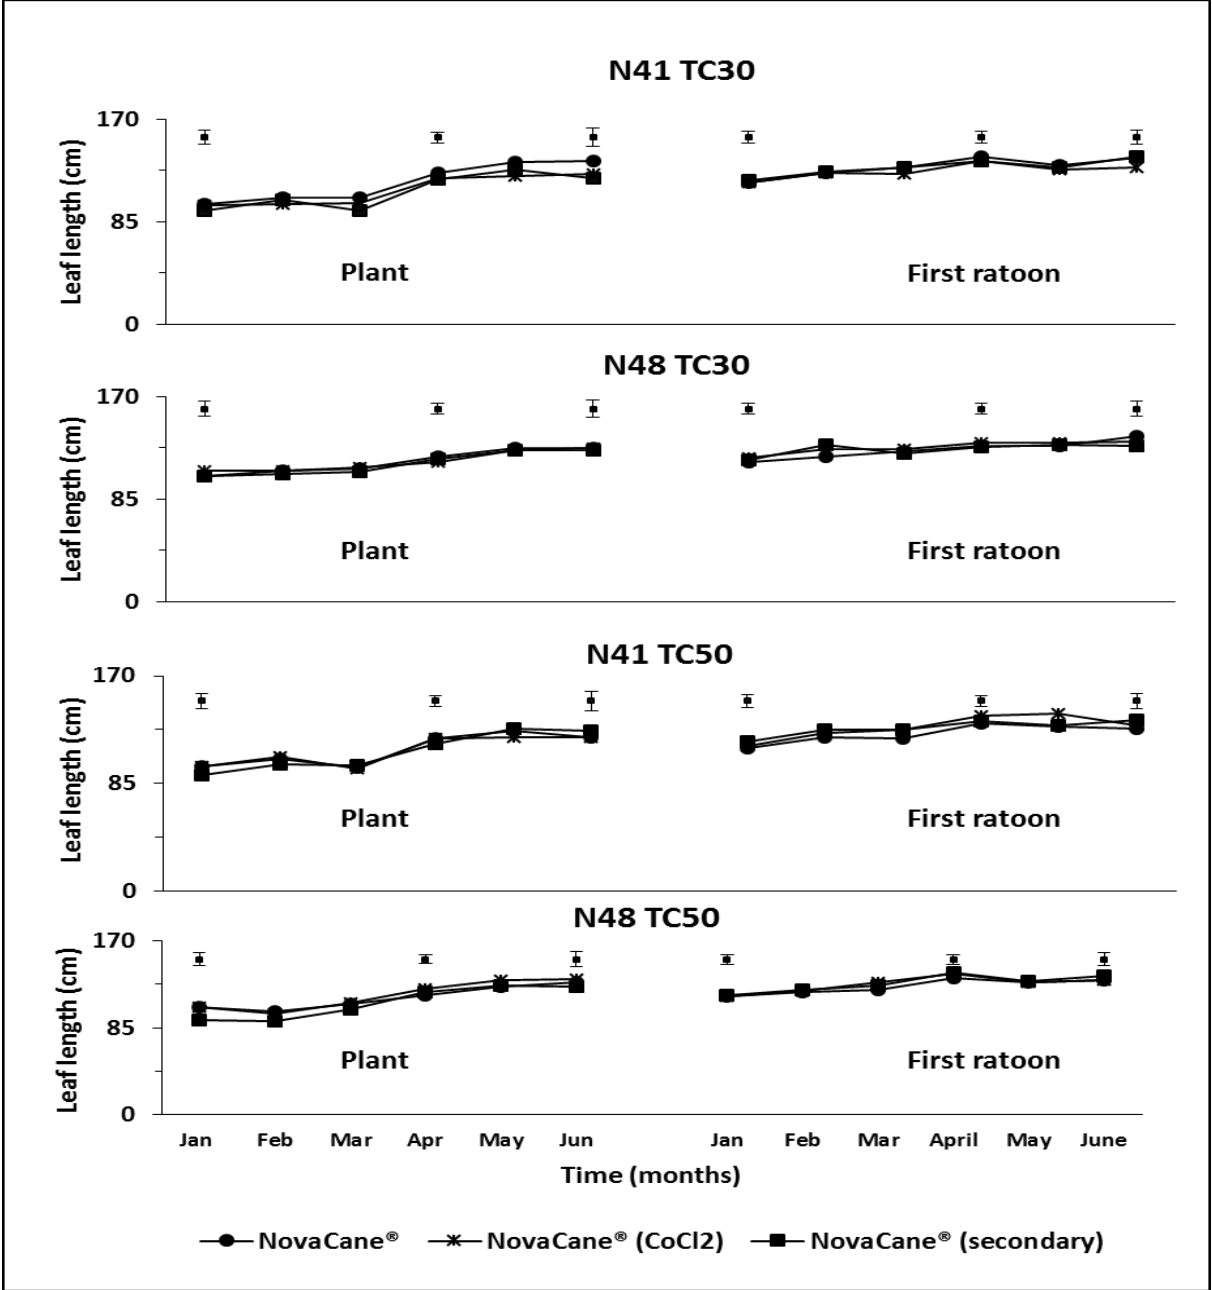 N41 TC30
170
85
0
Leaf length (cm)
Plant
First ratoon
N48 TC30
170
85
0
Leaf length (cm)
Plant
First ratoon
N41 TC50
170
85
0
Leaf length (cm)
Plant
First ratoon
N48 TC50
170
85
0
Leaf length (cm)
Plant
First ratoon
Jan Feb Mar Apr May Jun Jan Feb Mar April May June
Time (months)
NovaCane® NovaCane® (CoCl2) NovaCane® (secondary)